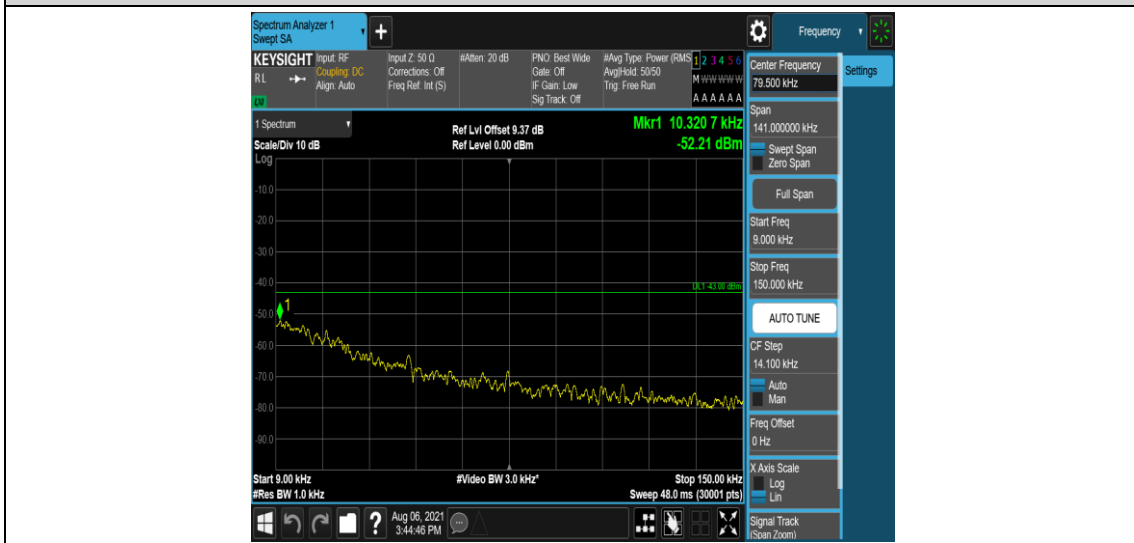 Spectrum Analyzer 1
Swept SA
+
Frequency
KEYSIGHT
RL
LXI
Input: RF
Coupling: DC
Align: Auto
Input Z: 50 Ω
Corrections: Off
Freq Ref: Int (S)
#Atten: 20 dB
PNO: Best Wide
Gate: Off
IF Gain: Low
Sig Track: Off
#Avg Type: Power (RMS
Avg|Hold: 50/50
Trig: Free Run
1 2 3 4 5 6
M W W W W W
A A A A A A
1 Spectrum
Scale/Div 10 dB
Ref Lvl Offset 9.37 dB
Ref Level 0.00 dBm
Mkr1 10.320 7 kHz
-52.21 dBm
Log
-10.0
-20.0
-30.0
-40.0
-50.0
-60.0
-70.0
-80.0
-90.0
DL1 -43.00 dBm
1
Start 9.00 kHz
#Res BW 1.0 kHz
#Video BW 3.0 kHz*
Stop 150.00 kHz
Sweep 48.0 ms (30001 pts)
Center Frequency
79.500 kHz
Settings
Span
141.000000 kHz
Swept Span
Zero Span
Full Span
Start Freq
9.000 kHz
Stop Freq
150.000 kHz
AUTO TUNE
CF Step
14.100 kHz
Auto
Man
Freq Offset
0 Hz
X Axis Scale
Log
Lin
Signal Track
(Span Zoom)
?
Aug 06, 2021
3:44:46 PM